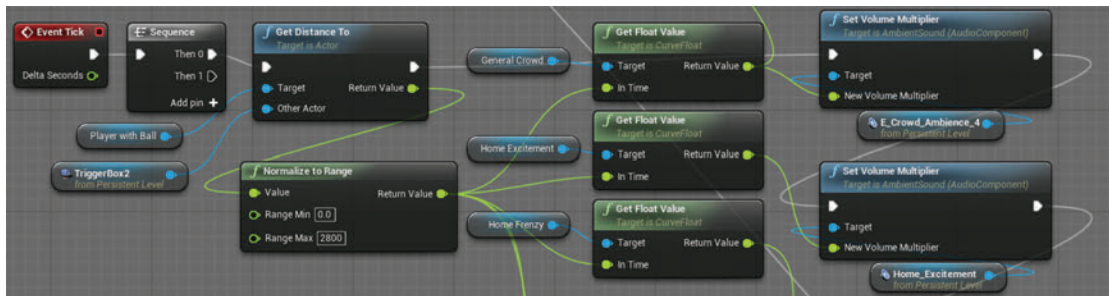 Event Tick
Delta Seconds
Sequence
Then 0
Then 1
Add pin +
Get Distance To
Target is Actor
Target
Return Value
Other Actor
Player with Ball
TriggerBox2
from Persistent Level
Normalize to Range
Value
Return Value
Range Min 0.0
Range Max 2800
General Crowd
Home Excitement
Home Frenzy
Get Float Value
Target is CurveFloat
Target
Return Value
In Time
Get Float Value
Target is CurveFloat
Target
Return Value
In Time
Get Float Value
Target is CurveFloat
Target
Return Value
In Time
Set Volume Multiplier
Target is AmbientSound (AudioComponent)
Target
New Volume Multiplier
E_Crowd_Ambience_4
from Persistent Level
Set Volume Multiplier
Target is AmbientSound (AudioComponent)
Target
New Volume Multiplier
Home_Excitement
from Persistent Level